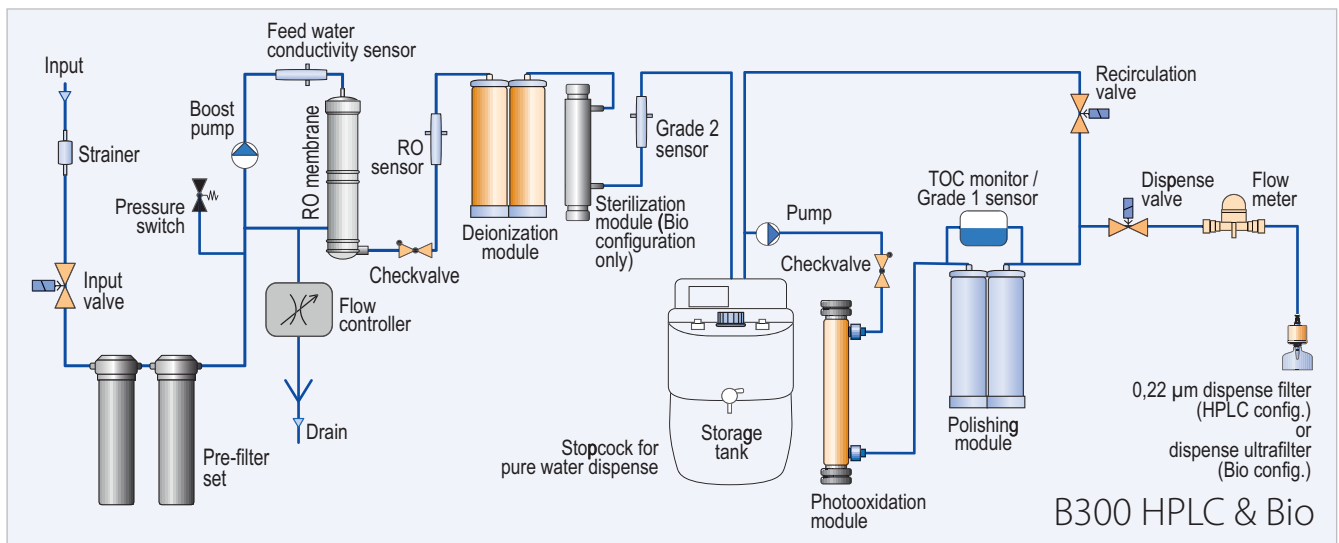 Feed water
conductivity sensor
Input
Boost
pump
Strainer
RO membrane
RO
sensor
Grade 2
sensor
Recirculation
valve
Pressure
switch
Deionization
module
Sterilization
module (Bio
configuration
only)
Pump
TOC monitor /
Grade 1 sensor
Dispense
valve
Flow
meter
Input
valve
Checkvalve
Checkvalve
Flow
controller
Drain
Pre-filter
set
Stopcock for
pure water dispense
Storage
tank
Photooxidation
module
Polishing
module
0,22 µm dispense filter
(HPLC config.)
or
dispense ultrafilter
(Bio config.)
B300 HPLC & Bio